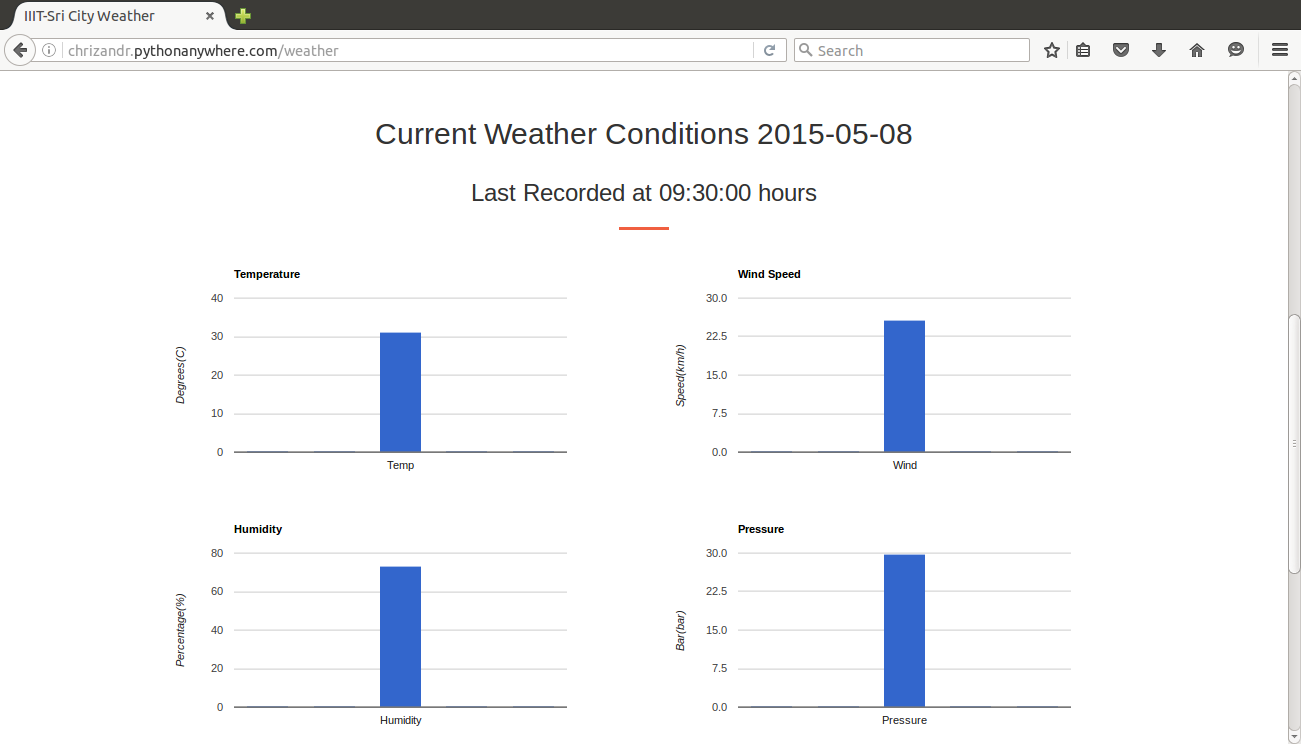 IIIT-Sri City Weather
chrizandr.pythonanywhere.com/weather
Search
Current Weather Conditions 2015-05-08
Last Recorded at 09:30:00 hours
Temperature
40
30
20
10
0
Degrees(C)
Temp
Wind Speed
30.0
22.5
15.0
7.5
0.0
Speed(km/h)
Wind
Humidity
80
60
40
20
0
Percentage(%)
Humidity
Pressure
30.0
22.5
15.0
7.5
0.0
Bar(bar)
Pressure